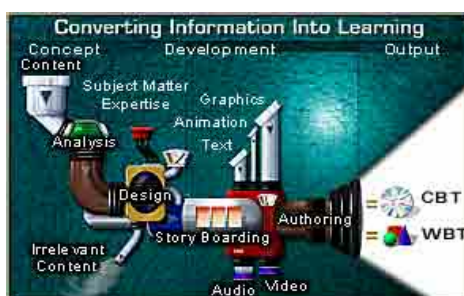 Converting Information Into Learning
Concept Development Output
Content
Subject Matter
Expertise
Graphics
Animation
Text
Analysis
Design
Story Boarding
Authoring
= CBT
= WBT
Irrelevant
Content
Audio Video